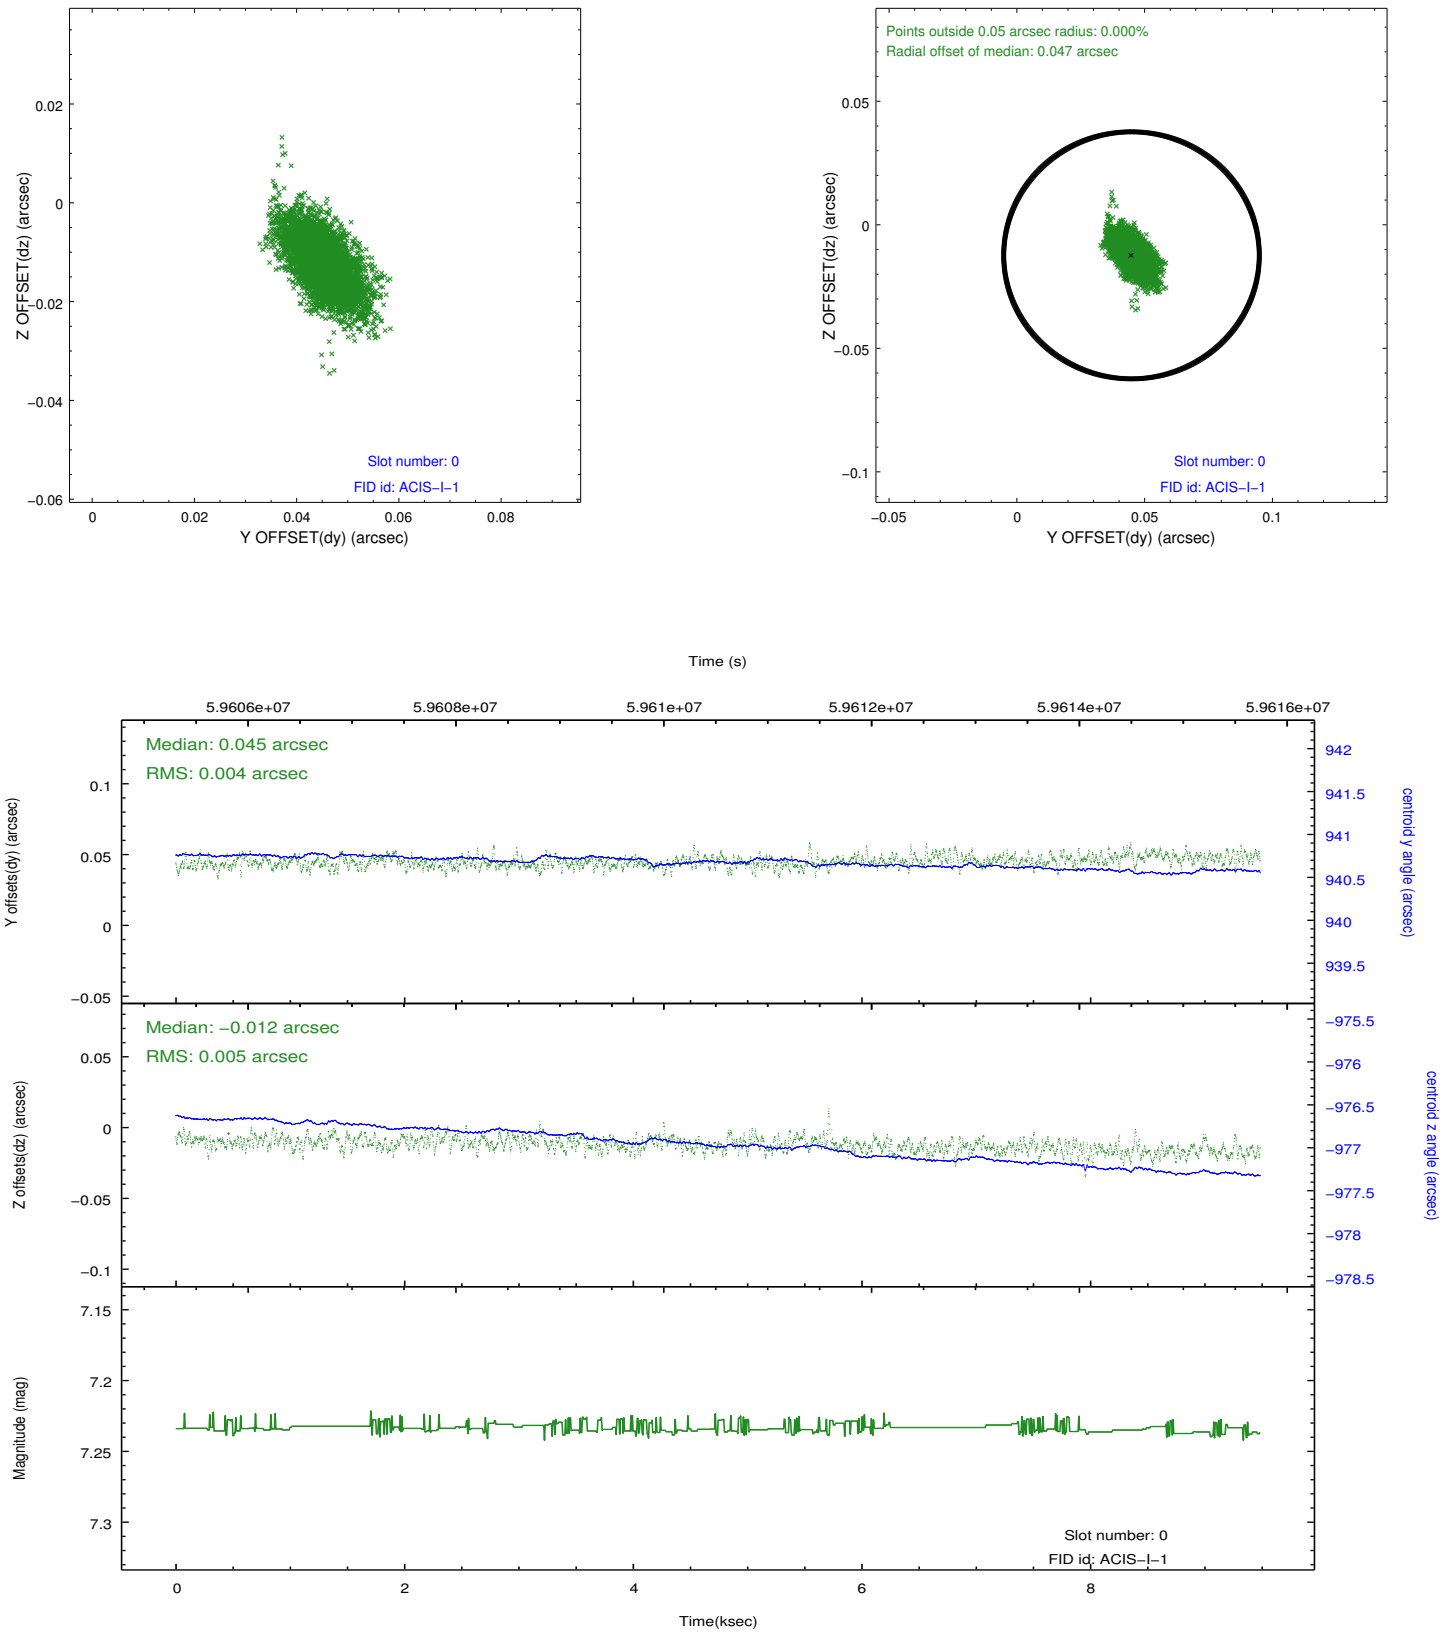 0.02
0
−0.02
−0.04
−0.06
Z OFFSET(dz) (arcsec)
Slot number: 0
FID id: ACIS−I−1
0
0.02
0.04
0.06
0.08
Y OFFSET(dy) (arcsec)
Points outside 0.05 arcsec radius: 0.000%
Radial offset of median: 0.047 arcsec
0.05
0
−0.05
−0.1
Z OFFSET(dz) (arcsec)
Slot number: 0
FID id: ACIS−I−1
−0.05
0
0.05
0.1
Y OFFSET(dy) (arcsec)
Time (s)
5.9606e+07
5.9608e+07
5.961e+07
5.9612e+07
5.9614e+07
5.9616e+07
Median: 0.045 arcsec
RMS: 0.004 arcsec
0.1
0.05
0
−0.05
Y offsets(dy) (arcsec)
942
941.5
941
940.5
940
939.5
centroid y angle (arcsec)
Median: −0.012 arcsec
RMS: 0.005 arcsec
0.05
0
−0.05
−0.1
Z offsets(dz) (arcsec)
−975.5
−976
−976.5
−977
−977.5
−978
−978.5
centroid z angle (arcsec)
7.15
7.2
7.25
7.3
Magnitude (mag)
Slot number: 0
FID id: ACIS−I−1
0
2
4
6
8
Time(ksec)